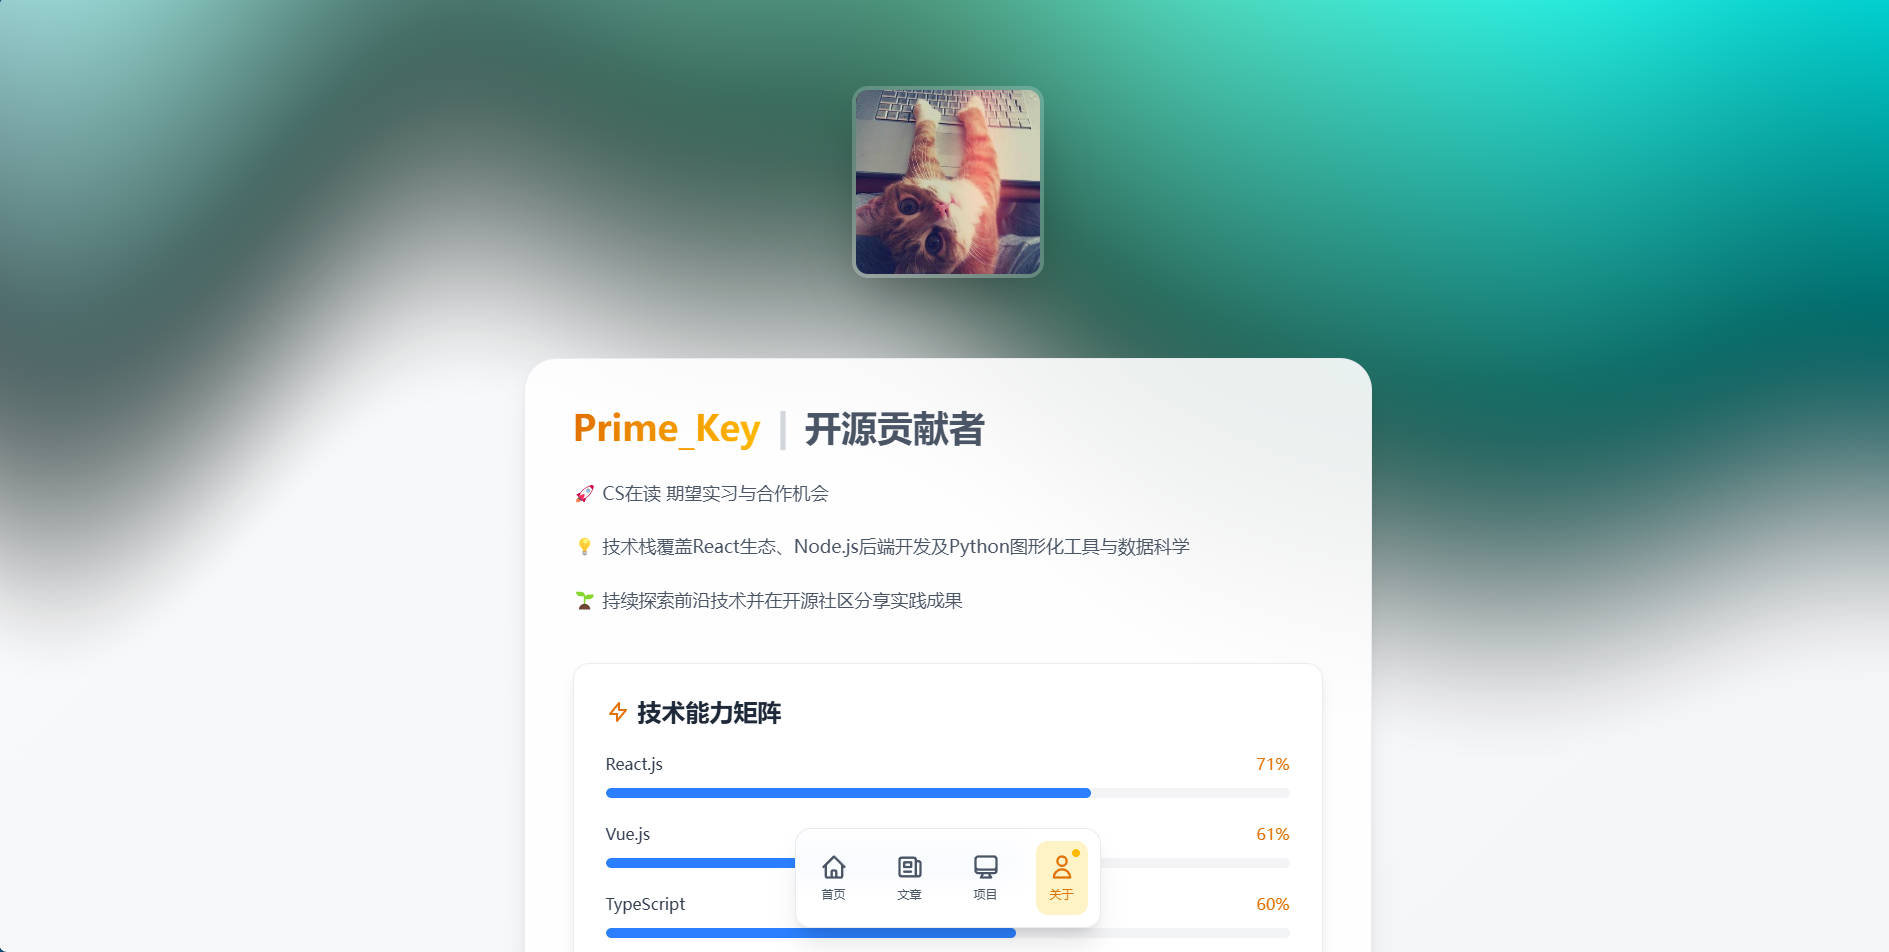 Prime_Key | 开源贡献者
🚀 CS在读 期望实习与合作机会
💡 技术栈覆盖React生态、Node.js后端开发及Python图形化工具与数据科学
🌱 持续探索前沿技术并在开源社区分享实践成果
技术能力矩阵
React.js 71%
Vue.js 61%
TypeScript 60%
首页 文章 项目 关于